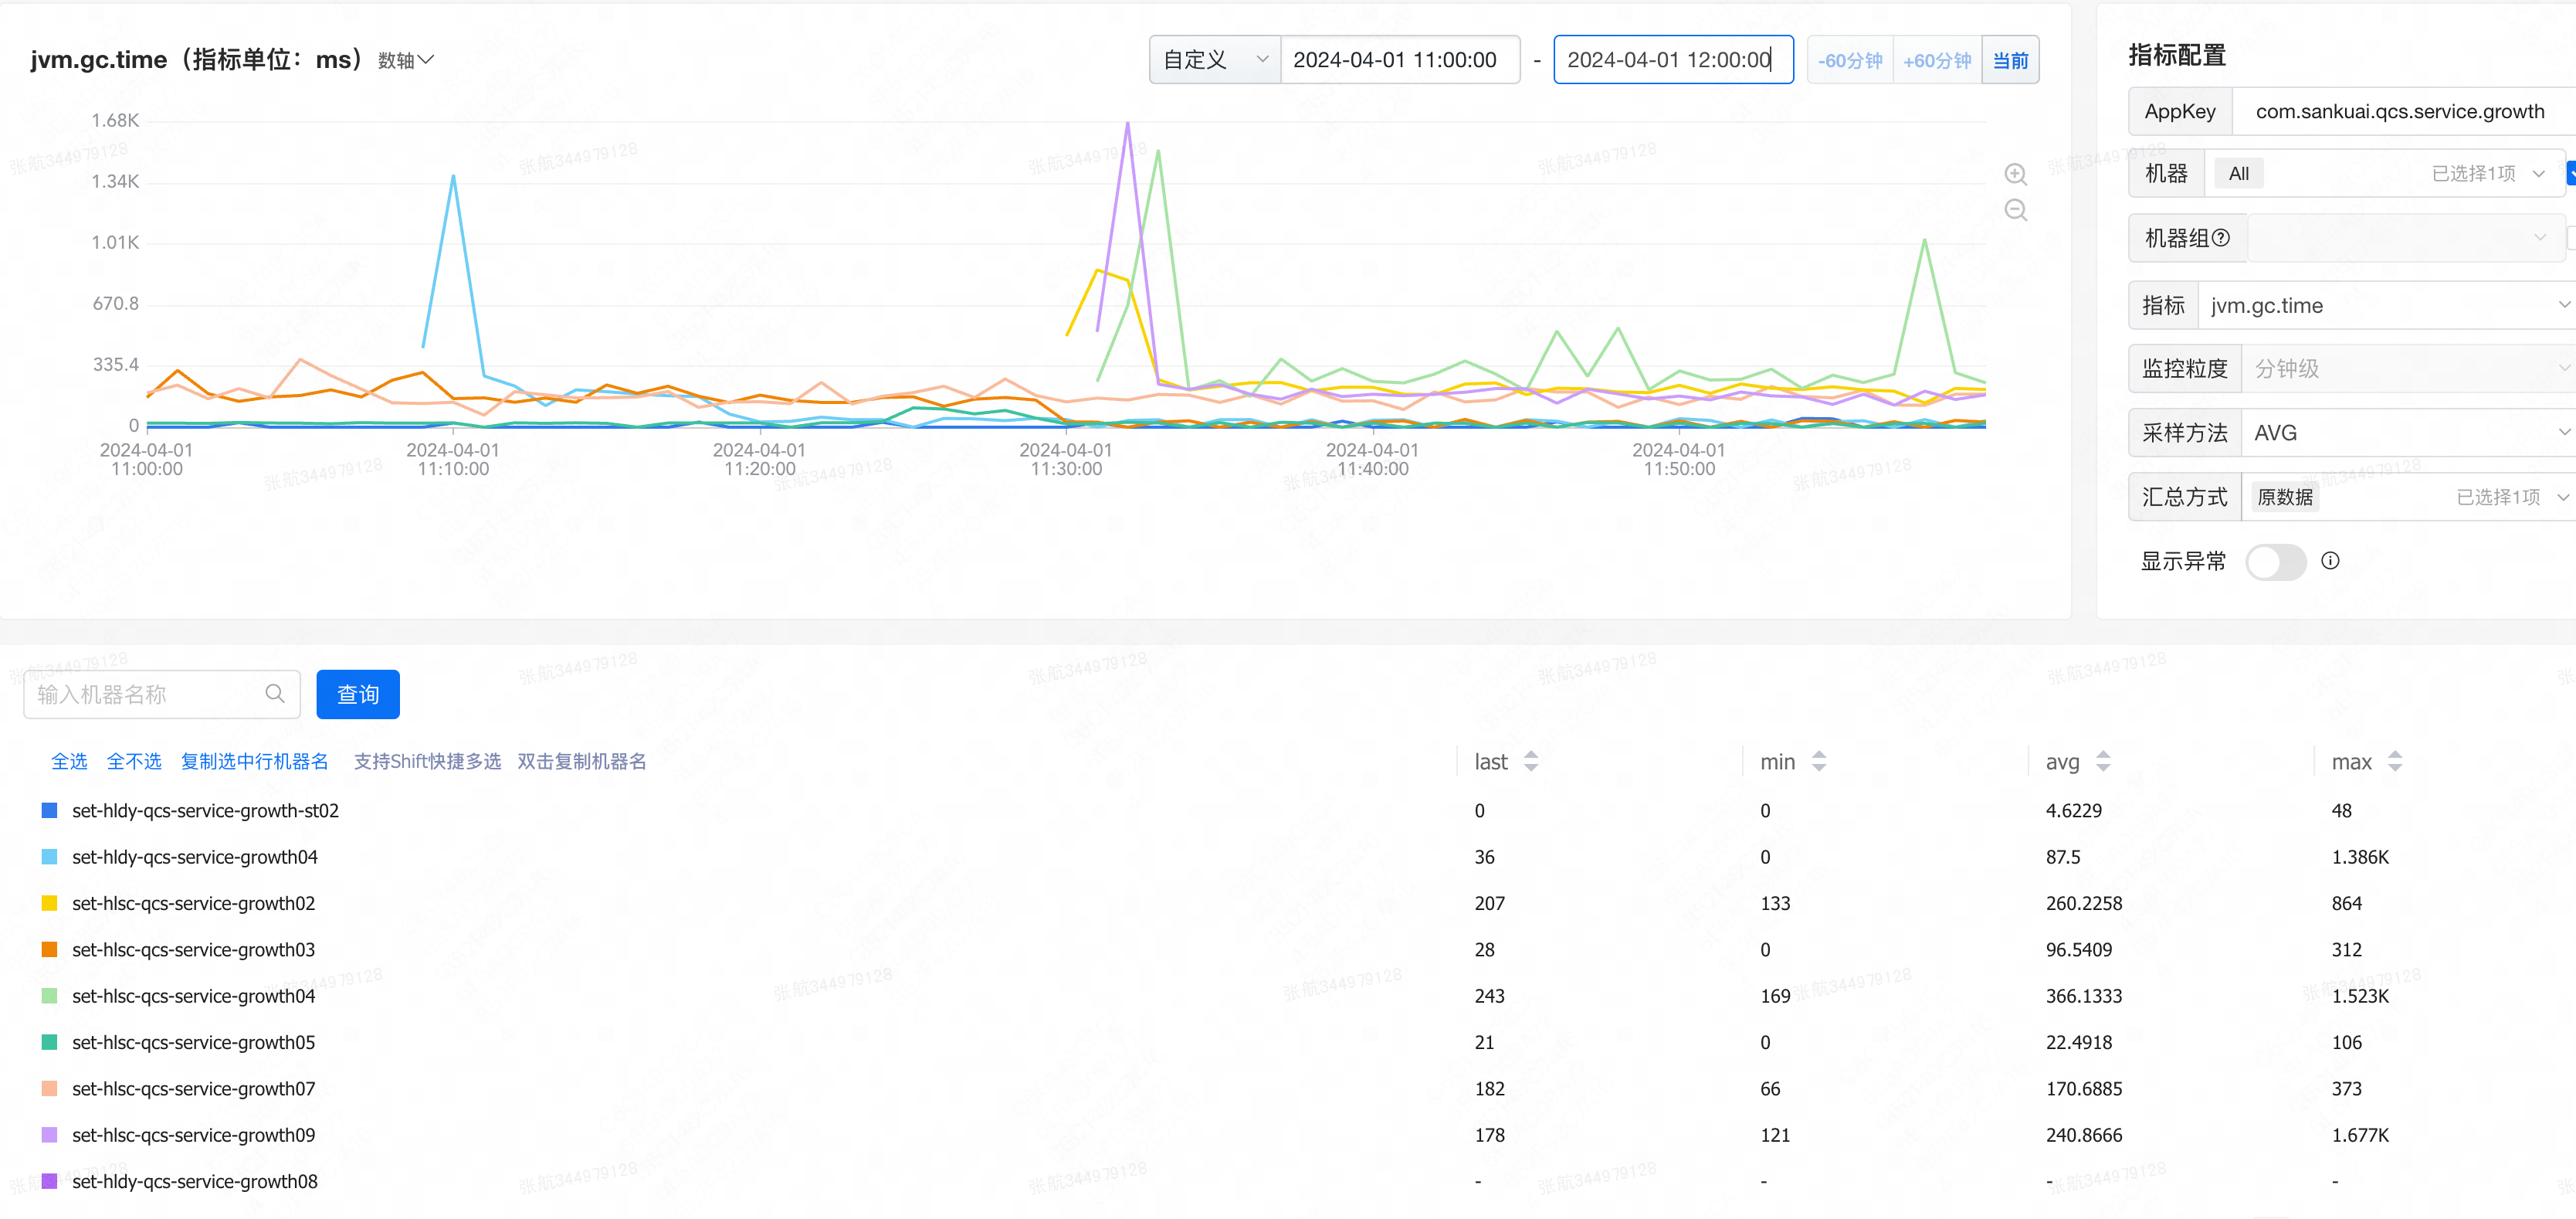 jvm.gc.time（指标单位：ms） 数轴
自定义 2024-04-01 11:00:00 - 2024-04-01 12:00:00 -60分钟 +60分钟 当前
1.68K
1.34K
1.01K
670.8
335.4
0
2024-04-01 11:00:00
2024-04-01 11:10:00
2024-04-01 11:20:00
2024-04-01 11:30:00
2024-04-01 11:40:00
2024-04-01 11:50:00
指标配置
AppKey com.sankuai.qcs.service.growth
机器 All 已选择1项
机器组
指标 jvm.gc.time
监控粒度 分钟级
采样方法 AVG
汇总方式 原数据 已选择1项
显示异常
输入机器名称 查询
全选 全不选 复制选中行机器名 支持Shift快捷多选 双击复制机器名 last min avg max
set-hldy-qcs-service-growth-st02 0 0 4.6229 48
set-hldy-qcs-service-growth04 36 0 87.5 1.386K
set-hlsc-qcs-service-growth02 207 133 260.2258 864
set-hlsc-qcs-service-growth03 28 0 96.5409 312
set-hlsc-qcs-service-growth04 243 169 366.1333 1.523K
set-hlsc-qcs-service-growth05 21 0 22.4918 106
set-hlsc-qcs-service-growth07 182 66 170.6885 373
set-hlsc-qcs-service-growth09 178 121 240.8666 1.677K
set-hldy-qcs-service-growth08 - - - -
张航344979128